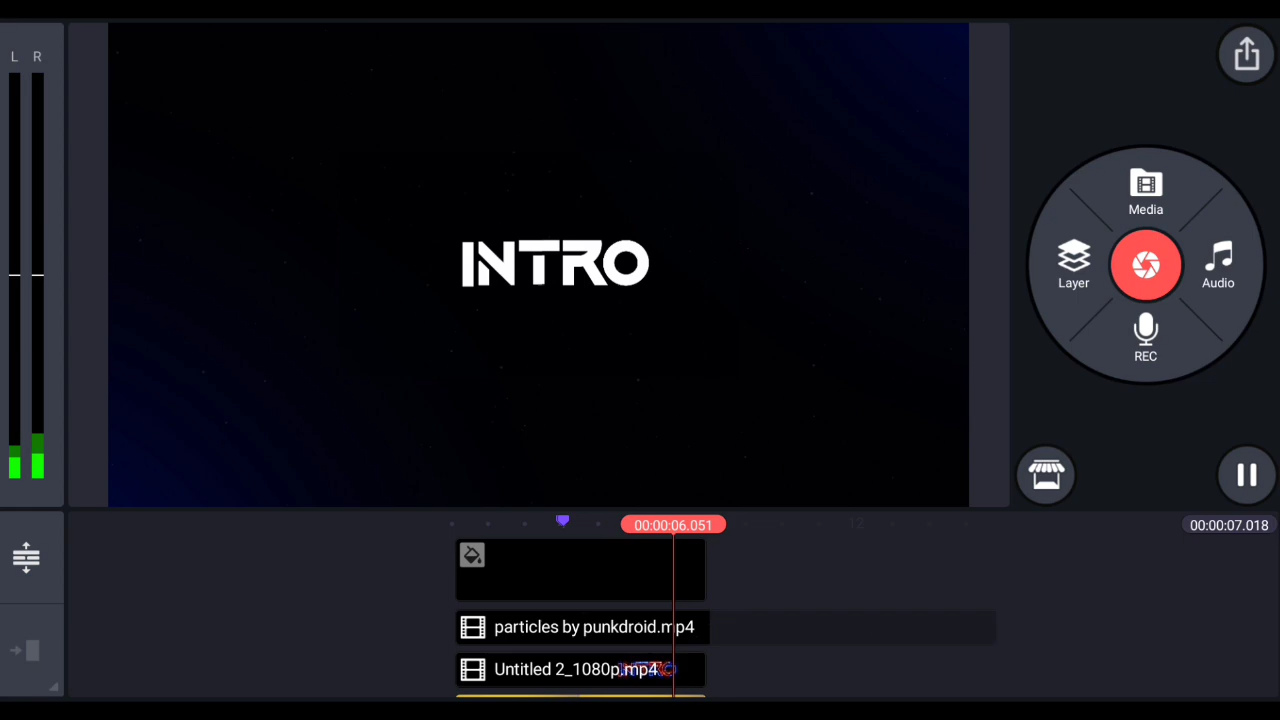 L R
INTRO
Media
Layer
Audio
REC
00:00:06.051
12
00:00:07.018
particles by punkdroid.mp4
Untitled 2_1080p.mp4